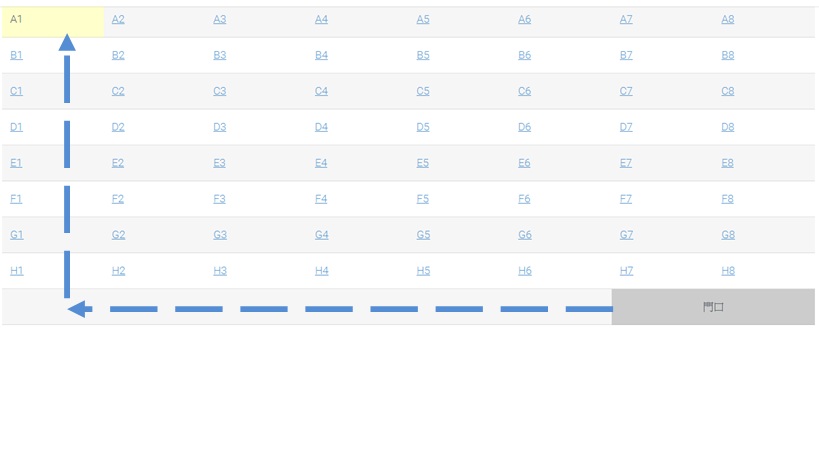 A1 A2 A3 A4 A5 A6 A7 A8
B1 B2 B3 B4 B5 B6 B7 B8
C1 C2 C3 C4 C5 C6 C7 C8
D1 D2 D3 D4 D5 D6 D7 D8
E1 E2 E3 E4 E5 E6 E7 E8
F1 F2 F3 F4 F5 F6 F7 F8
G1 G2 G3 G4 G5 G6 G7 G8
H1 H2 H3 H4 H5 H6 H7 H8
門口